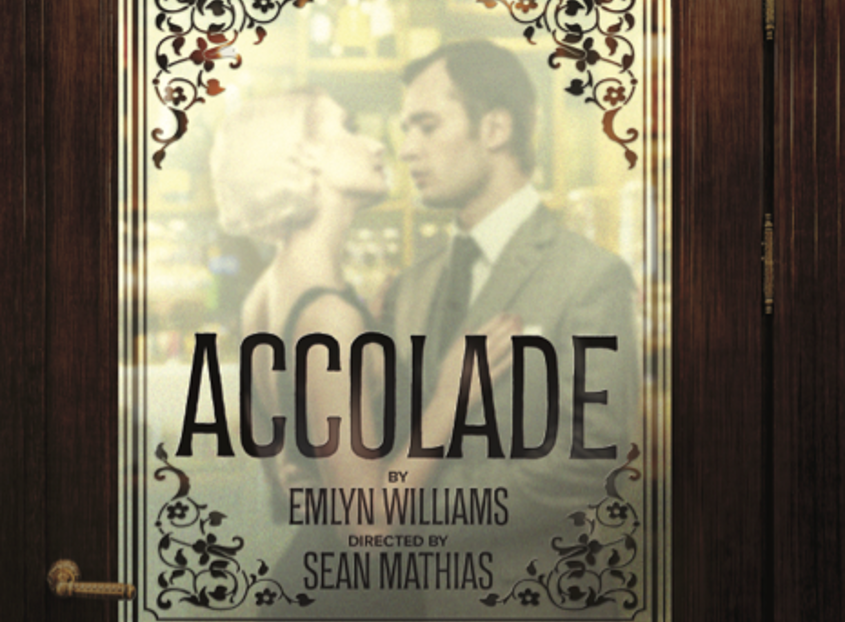 ACCOLADE
BY
EMLYN WILLIAMS
DIRECTED BY
SEAN MATHIAS